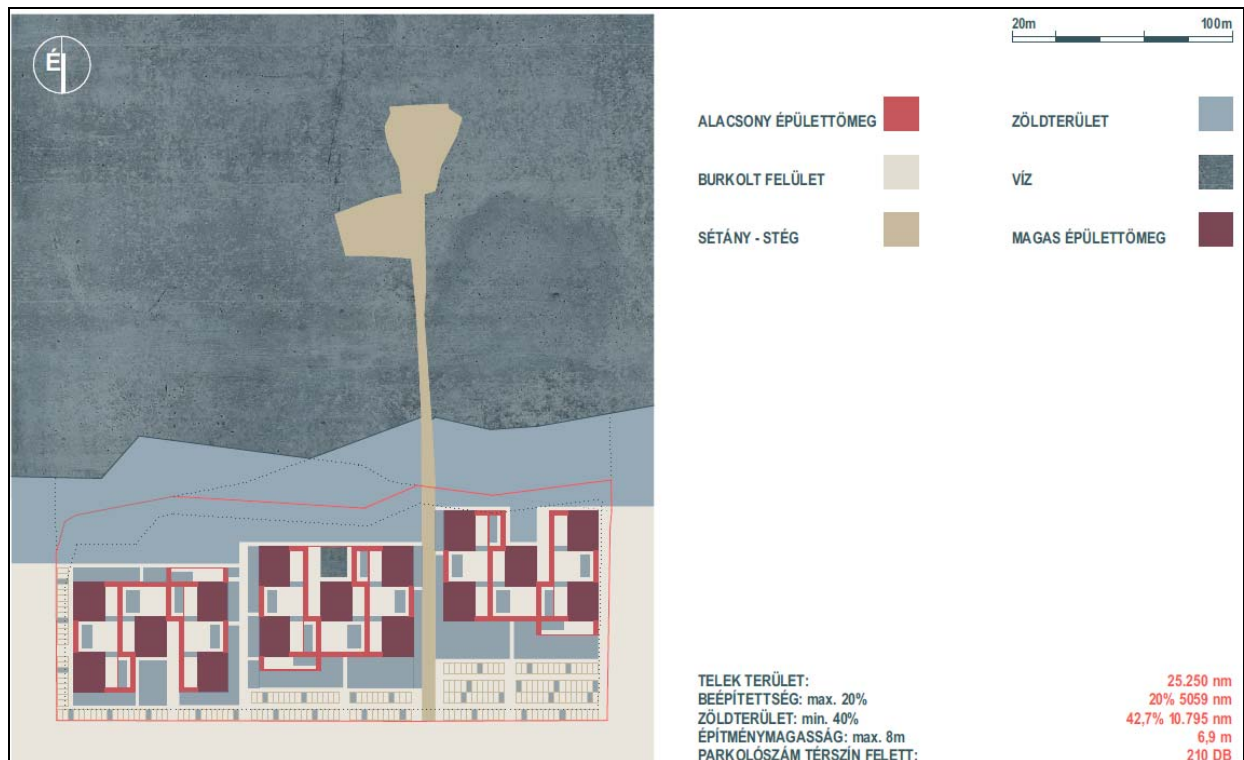 É
20m 100m
ALACSONY ÉPÜLETTÖMEG
ZÖLDTERÜLET
BURKOLT FELÜLET
VÍZ
SÉTÁNY - STÉG
MAGAS ÉPÜLETTÖMEG
TELEK TERÜLET: 25.250 nm
BEÉPÍTETTSÉG: max. 20% 20% 5059 nm
ZÖLDTERÜLET: min. 40% 42,7% 10.795 nm
ÉPÍTMÉNYMAGASSÁG: max. 8m 6,9 m
PARKOLÓSZÁM TÉRSZÍN FELETT: 210 DB